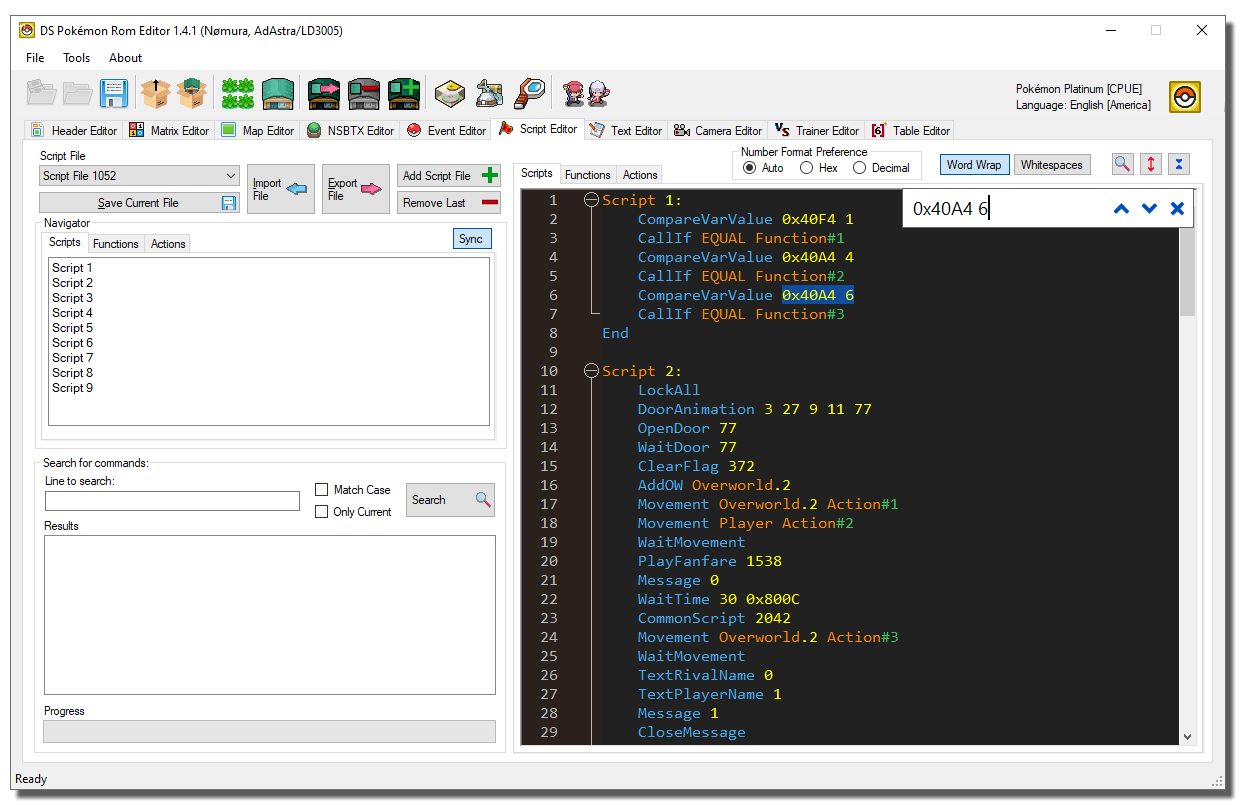 DS Pokémon Rom Editor 1.4.1 (Nømura, AdAstra/LD3005)
File Tools About
Pokémon Platinum [CPUE]
Language: English [America]
Header Editor Matrix Editor Map Editor NSBTX Editor Event Editor Script Editor Text Editor Camera Editor Trainer Editor Table Editor
Script File
Script File 1052
Save Current File
Import File
Export File
Add Script File
Remove Last
Navigator
Scripts Functions Actions
Sync
Script 1
Script 2
Script 3
Script 4
Script 5
Script 6
Script 7
Script 8
Script 9
Search for commands:
Line to search:
Match Case
Only Current
Search
Results
Progress
Scripts Functions Actions
Number Format Preference
Auto Hex Decimal
Word Wrap Whitespaces
0x40A4 6
1 Script 1:
2 CompareVarValue 0x40F4 1
3 CallIf EQUAL Function#1
4 CompareVarValue 0x40A4 4
5 CallIf EQUAL Function#2
6 CompareVarValue 0x40A4 6
7 CallIf EQUAL Function#3
8 End
9
10 Script 2:
11 LockAll
12 DoorAnimation 3 27 9 11 77
13 OpenDoor 77
14 WaitDoor 77
15 ClearFlag 372
16 AddOW Overworld.2
17 Movement Overworld.2 Action#1
18 Movement Player Action#2
19 WaitMovement
20 PlayFanfare 1538
21 Message 0
22 WaitTime 30 0x800C
23 CommonScript 2042
24 Movement Overworld.2 Action#3
25 WaitMovement
26 TextRivalName 0
27 TextPlayerName 1
28 Message 1
29 CloseMessage
Ready